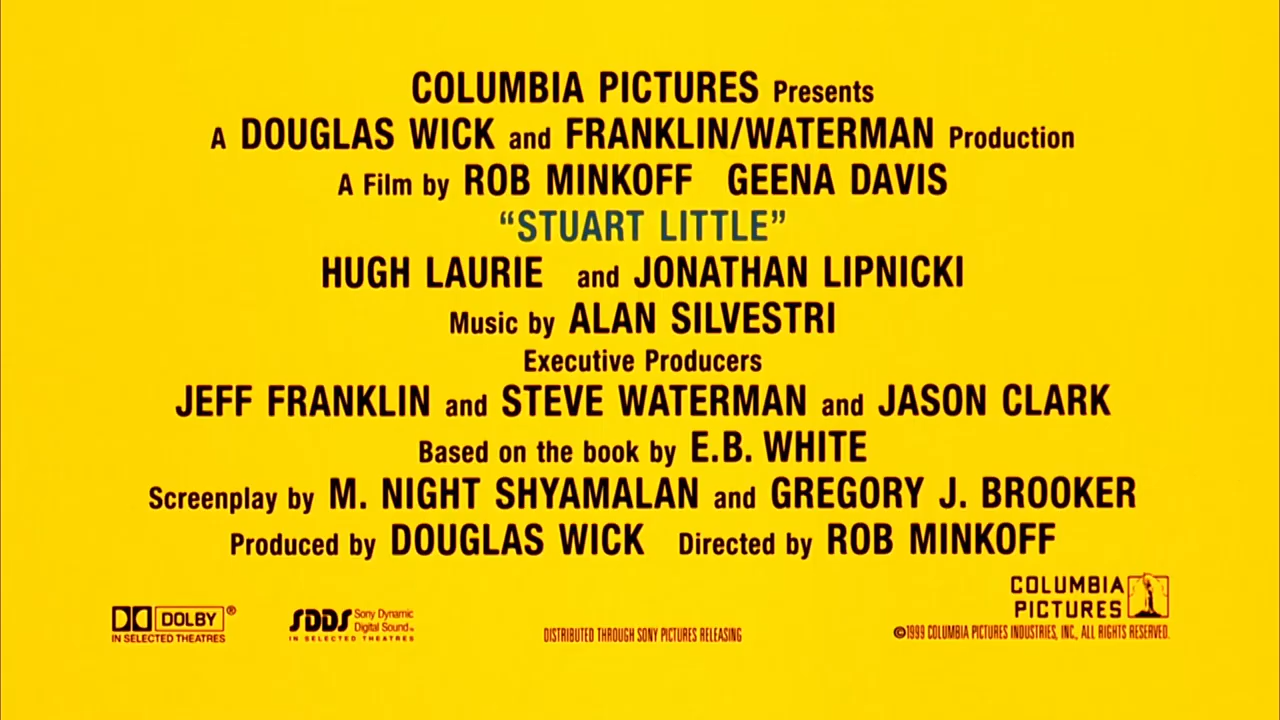 COLUMBIA PICTURES Presents
A DOUGLAS WICK and FRANKLIN/WATERMAN Production
A Film by ROB MINKOFF GEENA DAVIS
“STUART LITTLE”
HUGH LAURIE and JONATHAN LIPNICKI
Music by ALAN SILVESTRI
Executive Producers
JEFF FRANKLIN and STEVE WATERMAN and JASON CLARK
Based on the book by E.B. WHITE
Screenplay by M. NIGHT SHYAMALAN and GREGORY J. BROOKER
Produced by DOUGLAS WICK Directed by ROB MINKOFF
DOLBY®
IN SELECTED THEATRES
SDDS Sony Dynamic
Digital Sound™
IN SELECTED THEATRES
DISTRIBUTED THROUGH SONY PICTURES RELEASING
COLUMBIA
PICTURES
©1999 COLUMBIA PICTURES INDUSTRIES, INC., ALL RIGHTS RESERVED.